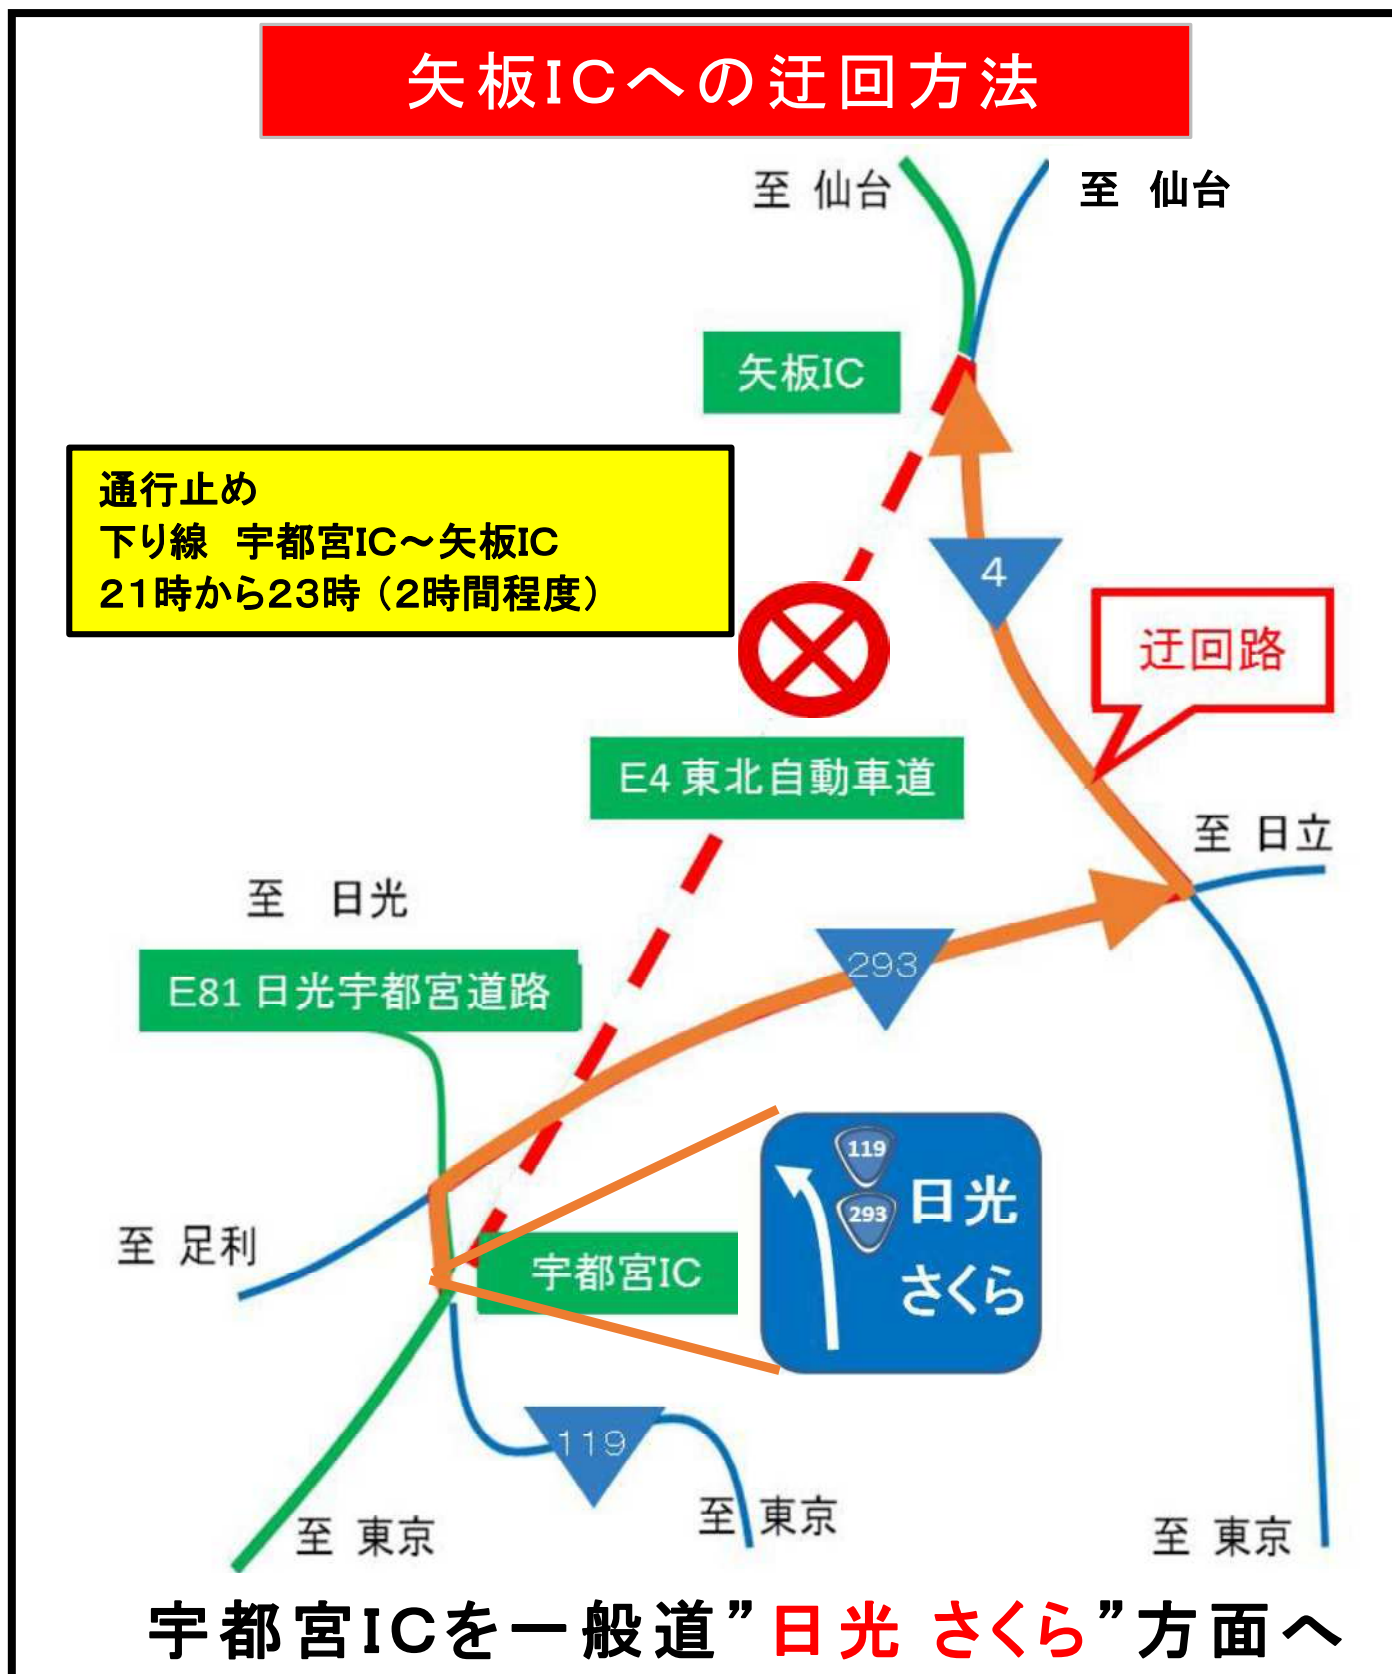 矢板ICへの迂回方法
至 仙台
至 仙台
矢板IC
通行止め
下り線 宇都宮IC～矢板IC
21時から23時（2時間程度）
4
迂回路
E4 東北自動車道
至 日立
至 日光
293
E81 日光宇都宮道路
119
293
日光
さくら
至 足利
宇都宮IC
119
至 東京
至 東京
至 東京
宇都宮ICを一般道”日光 さくら”方面へ